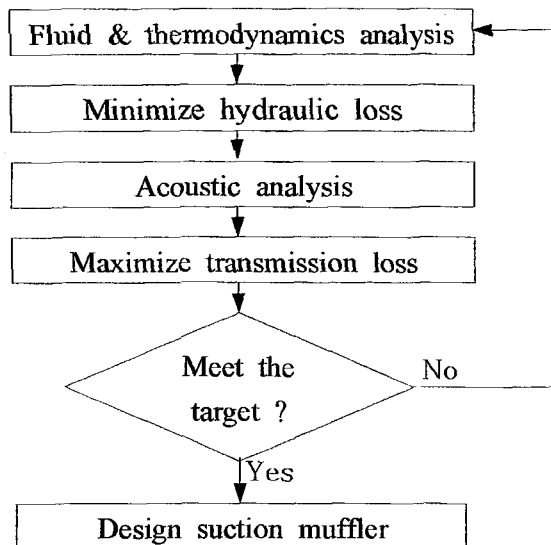 Fluid & thermodynamics analysis
Minimize hydraulic loss
Acoustic analysis
Maximize transmission loss
Meet the
target ?
No
Yes
Design suction muffler